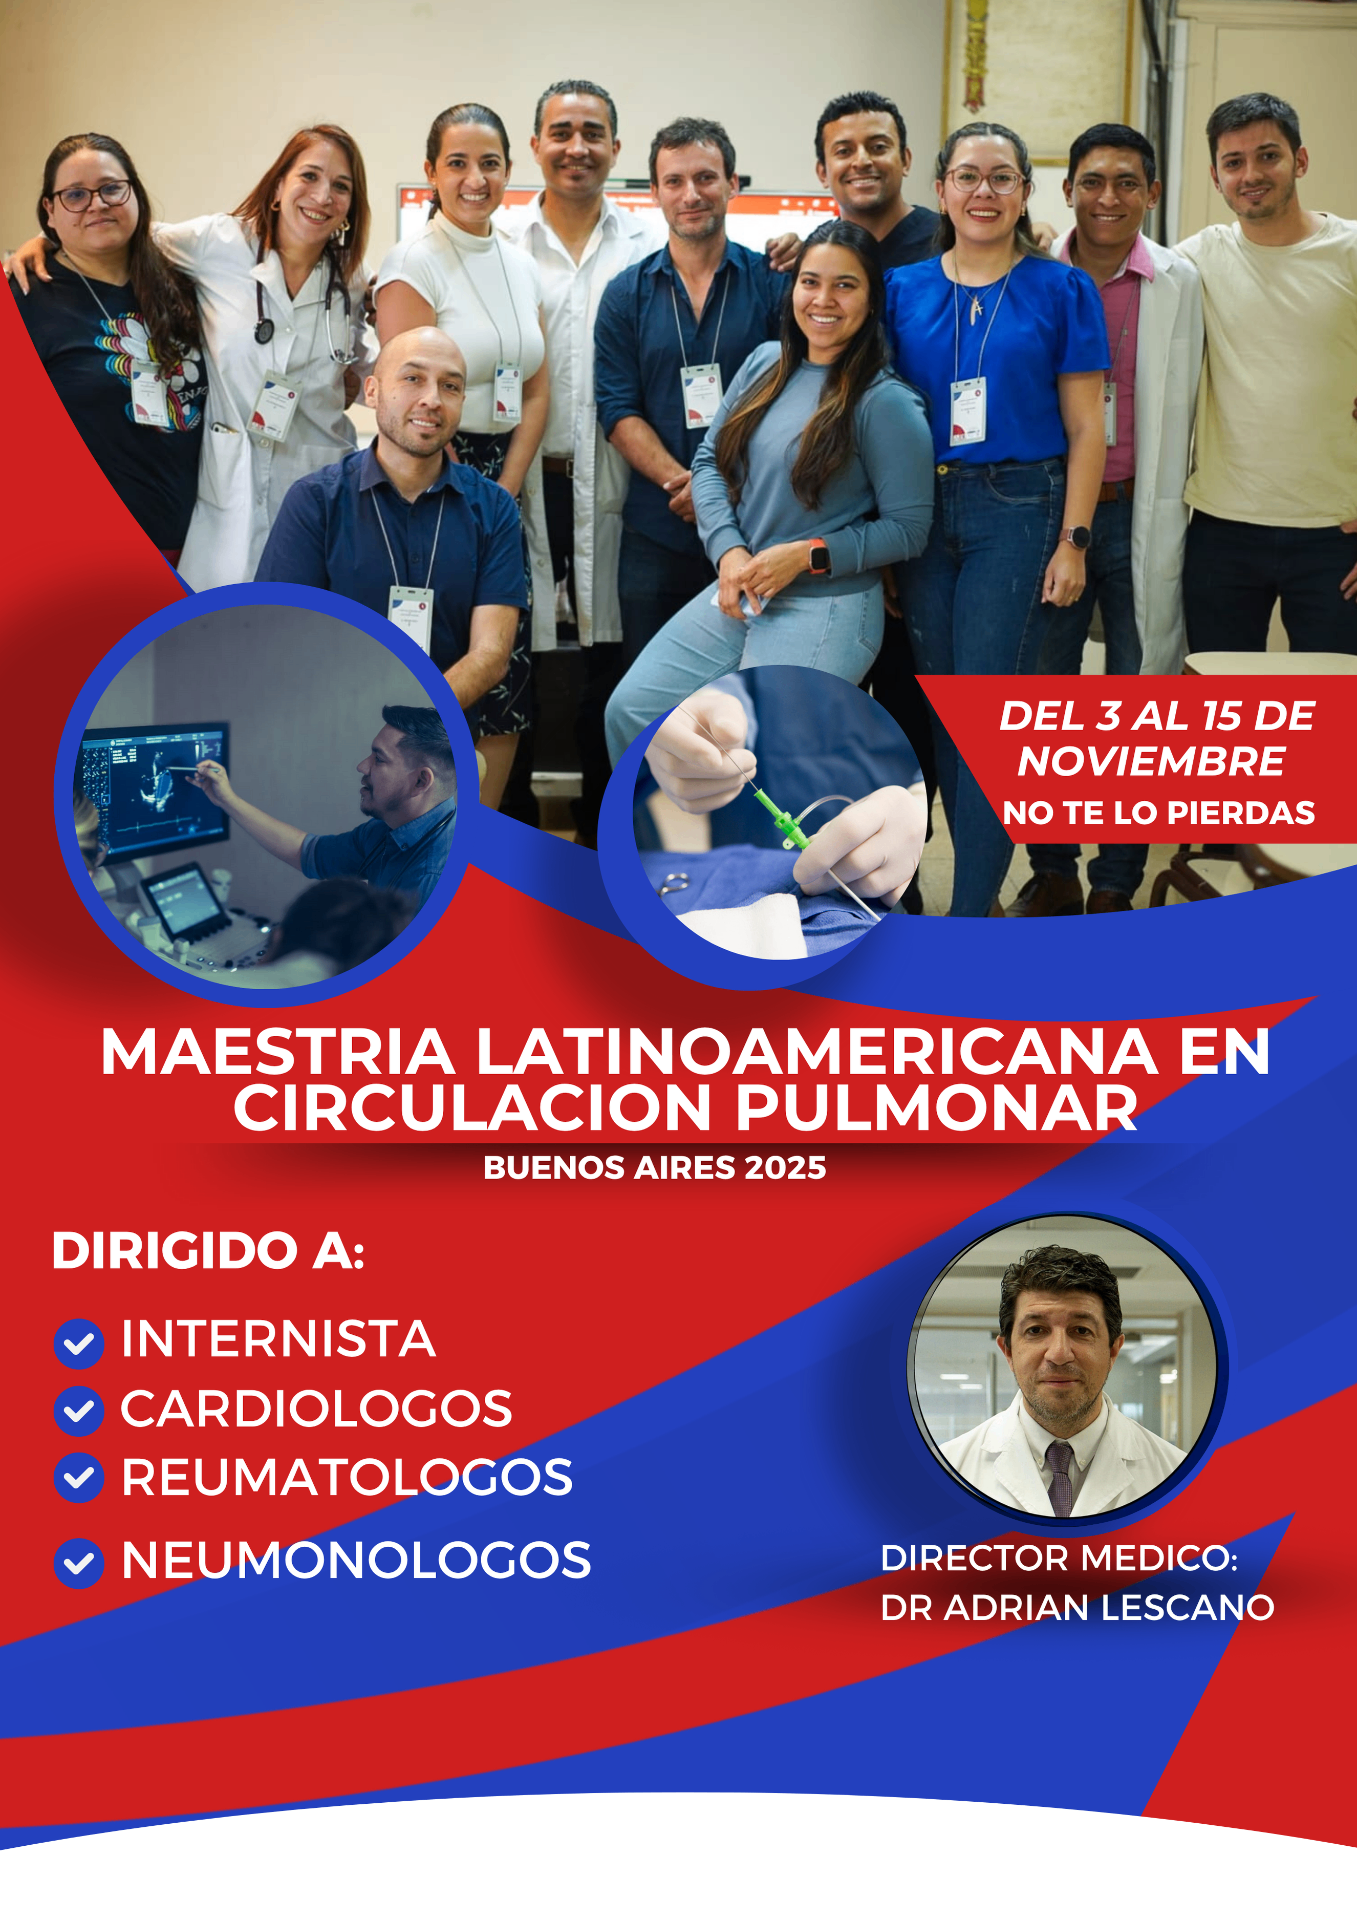 DEL 3 AL 15 DE
NOVIEMBRE
NO TE LO PIERDAS
MAESTRIA LATINOAMERICANA EN
CIRCULACION PULMONAR
BUENOS AIRES 2025
DIRIGIDO A:
INTERNISTA
CARDIOLOGOS
REUMATOLOGOS
NEUMONOLOGOS
DIRECTOR MEDICO:
DR ADRIAN LESCANO